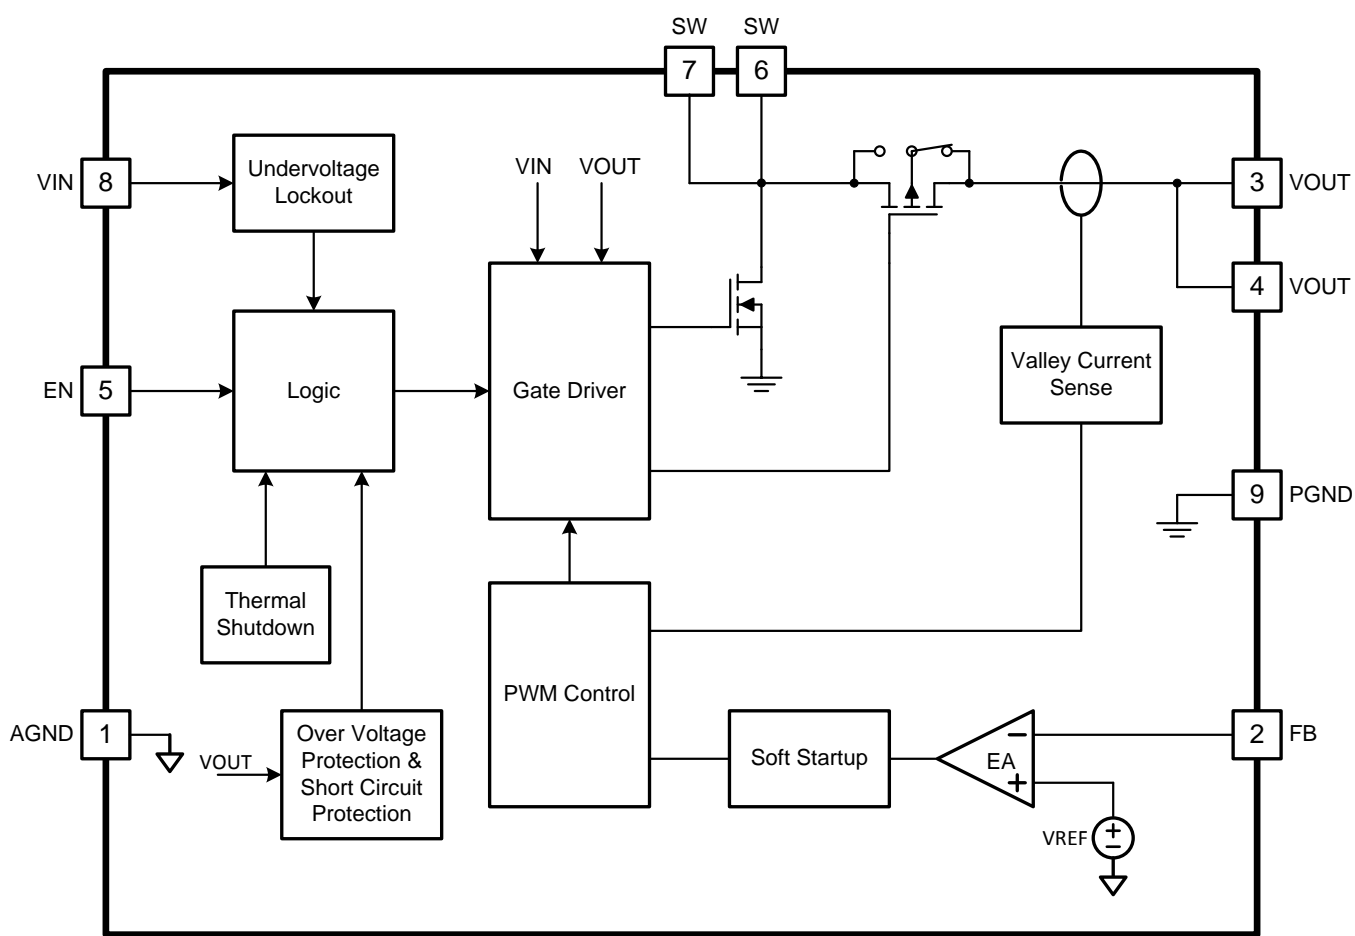 SW
SW
7
6
VIN
8
Undervoltage
Lockout
VIN
VOUT
3
VOUT
4
VOUT
EN
5
Logic
Gate Driver
Valley Current
Sense
9
PGND
Thermal
Shutdown
PWM Control
AGND
1
VOUT
Over Voltage
Protection &
Short Circuit
Protection
Soft Startup
EA
2
FB
VREF